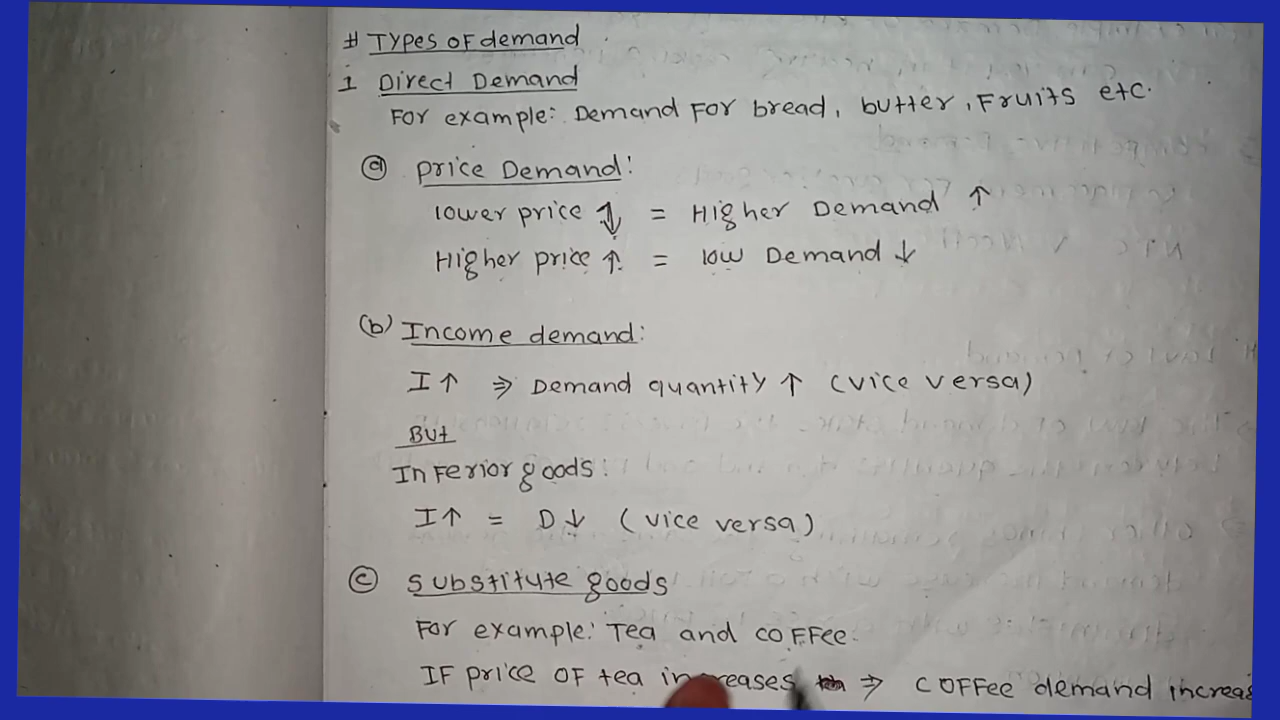 # Types of demand
1 Direct Demand
For example: Demand For bread, butter, Fruits etc.
(a) price Demand:
lower price ↓ = Higher Demand ↑
Higher price ↑ = low Demand ↓
(b) Income demand:
I↑ ⇒ Demand quantity ↑ (vice versa)
But
Inferior goods:
I↑ = D↓ (vice versa)
(c) substitute goods
For example: Tea and coffee.
IF price of tea increases ⇒ coffee demand increas